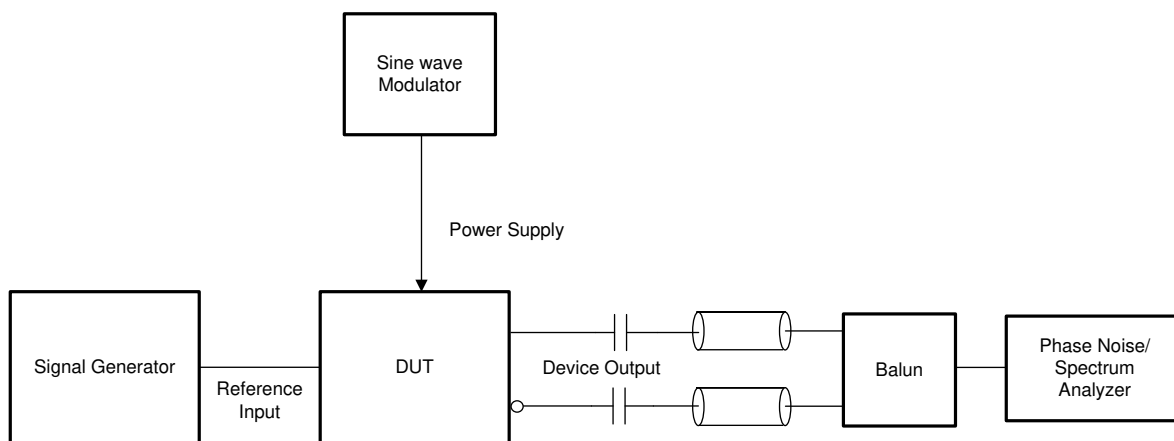 Sine wave
Modulator
Power Supply
Signal Generator
Reference
Input
DUT
Device Output
Balun
Phase Noise/
Spectrum
Analyzer